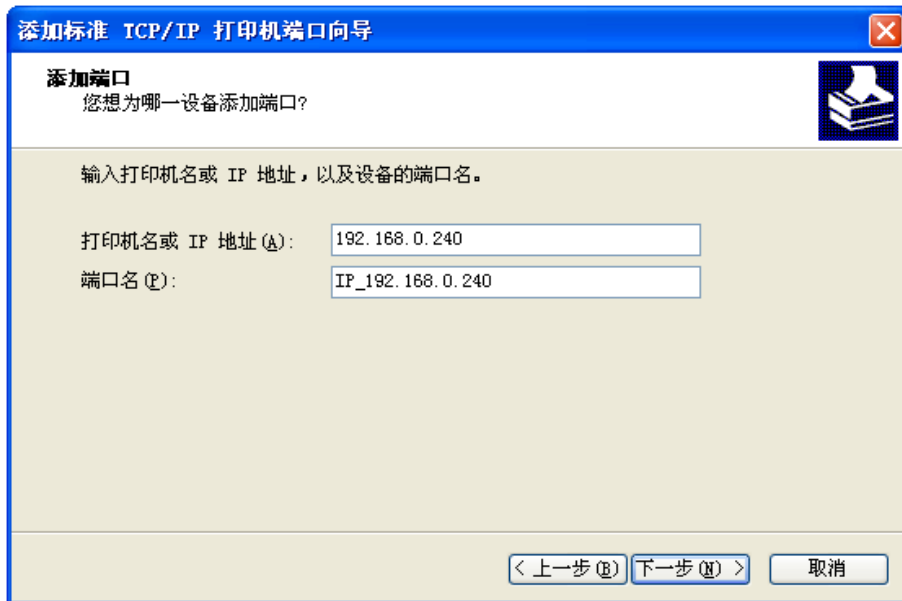 添加标准 TCP/IP 打印机端口向导
添加端口
您想为哪一设备添加端口?
输入打印机名或 IP 地址，以及设备的端口名。
打印机名或 IP 地址(A): 192.168.0.240
端口名(P): IP_192.168.0.240
< 上一步(B) 下一步(N) > 取消